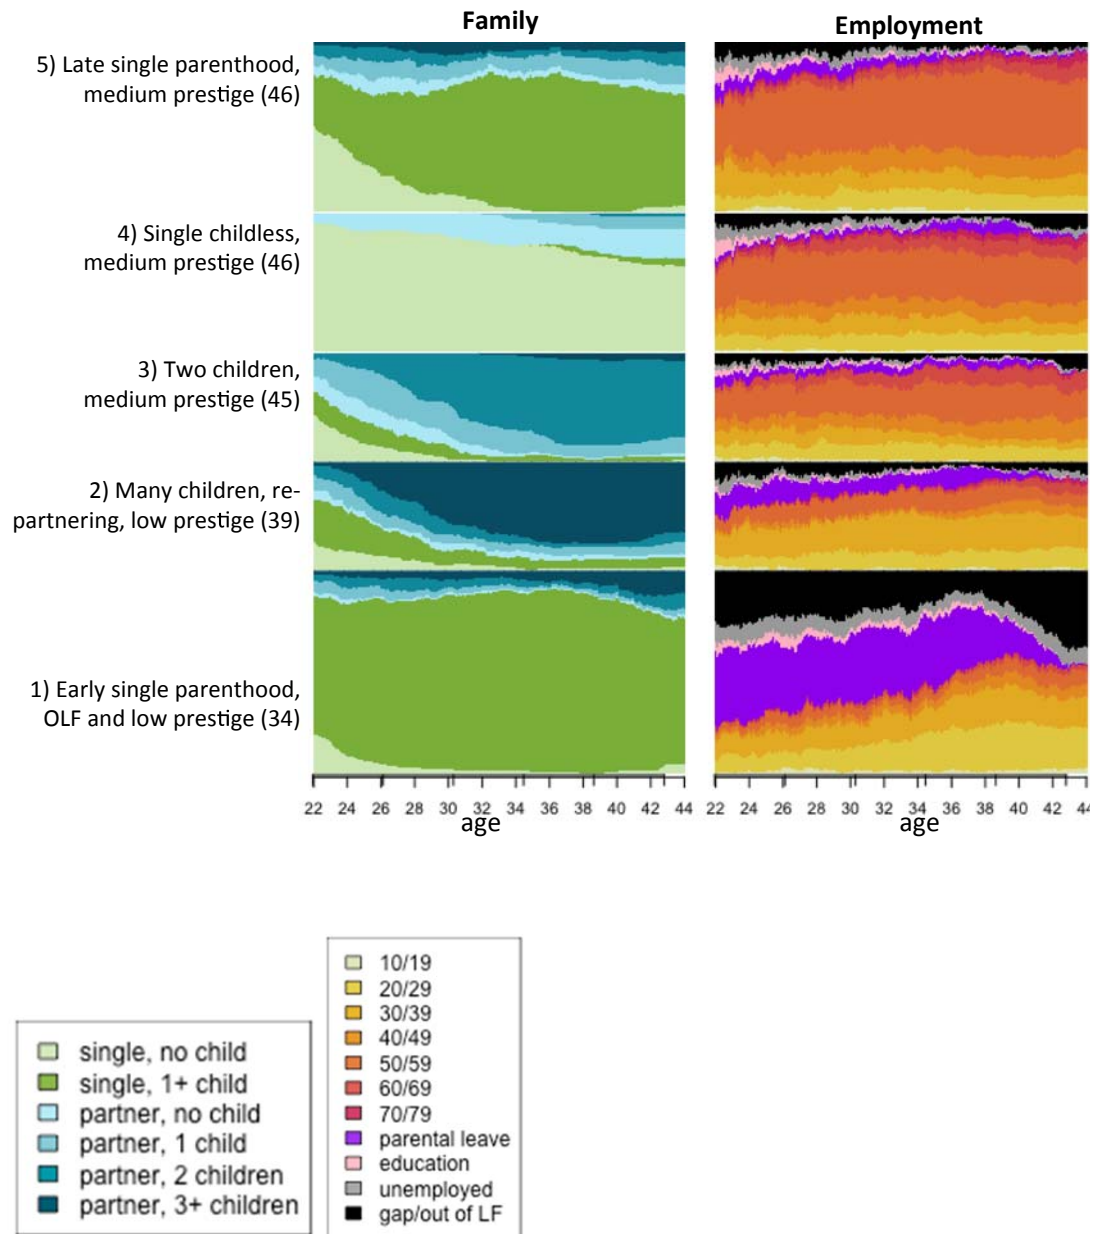 Family
Employment
5) Late single parenthood,
medium prestige (46)
4) Single childless,
medium prestige (46)
3) Two children,
medium prestige (45)
2) Many children, re-
partnering, low prestige (39)
1) Early single parenthood,
OLF and low prestige (34)
22 24 26 28 30 32 34 36 38 40 42 44
age
22 24 26 28 30 32 34 36 38 40 42 44
age
single, no child
single, 1+ child
partner, no child
partner, 1 child
partner, 2 children
partner, 3+ children
10/19
20/29
30/39
40/49
50/59
60/69
70/79
parental leave
education
unemployed
gap/out of LF